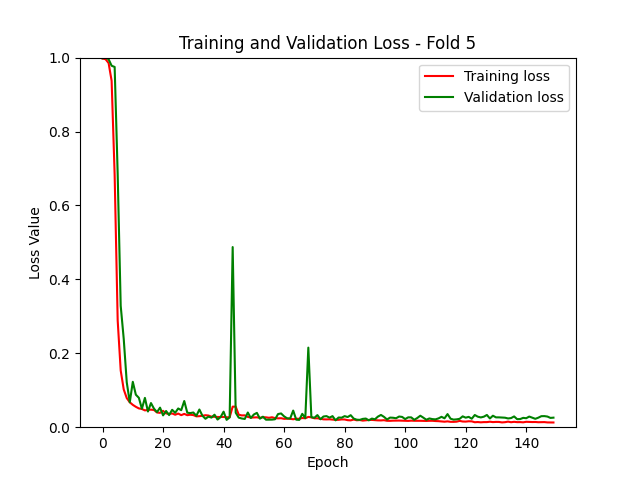 Training and Validation Loss - Fold 5
Training loss
Validation loss
Loss Value
1.0
0.8
0.6
0.4
0.2
0.0
0 20 40 60 80 100 120 140
Epoch